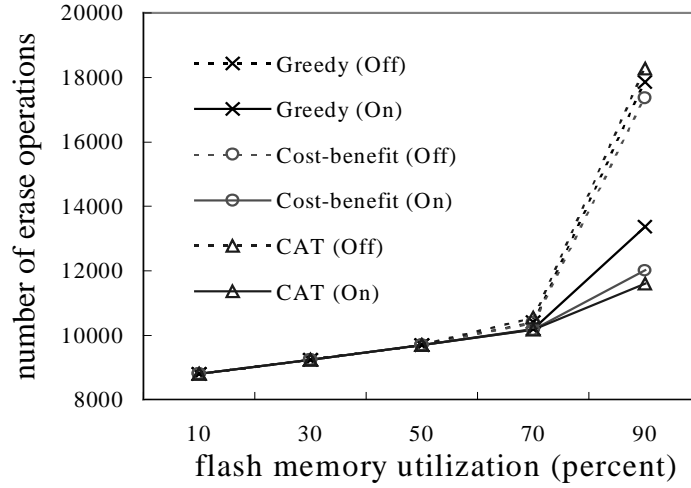 20000
18000
16000
14000
12000
10000
8000
number of erase operations
Greedy (Off)
Greedy (On)
Cost-benefit (Off)
Cost-benefit (On)
CAT (Off)
CAT (On)
10 30 50 70 90
flash memory utilization (percent)